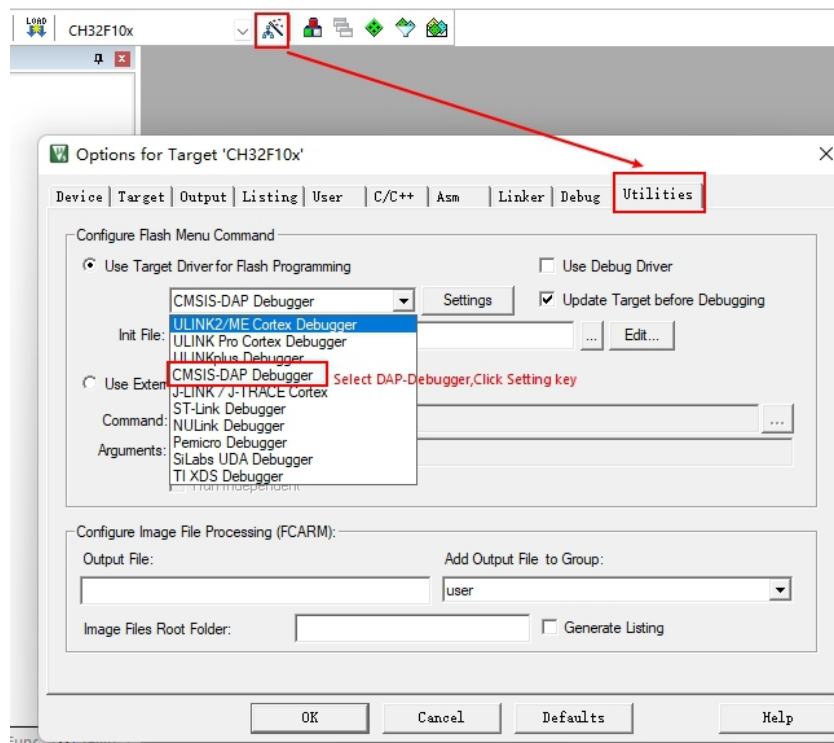 LOAD
CH32F10x
Options for Target 'CH32F10x'
Device Target Output Listing User C/C++ Asm Linker Debug Utilities
Configure Flash Menu Command
Use Target Driver for Flash Programming
Use Debug Driver
CMSIS-DAP Debugger
Settings
Update Target before Debugging
Init File:
... Edit...
ULINK2/ME Cortex Debugger
ULINK Pro Cortex Debugger
ULINKplus Debugger
CMSIS-DAP Debugger
Select DAP-Debugger,Click Setting key
Use Extern
J-LINK / J-TRACE Cortex
ST-Link Debugger
Command:
...
NULink Debugger
Pemicro Debugger
Arguments:
SiLabs UDA Debugger
TI XDS Debugger
Run Independent
Configure Image File Processing (FCARM):
Output File:
Add Output File to Group:
user
Image Files Root Folder:
Generate Listing
OK Cancel Defaults Help